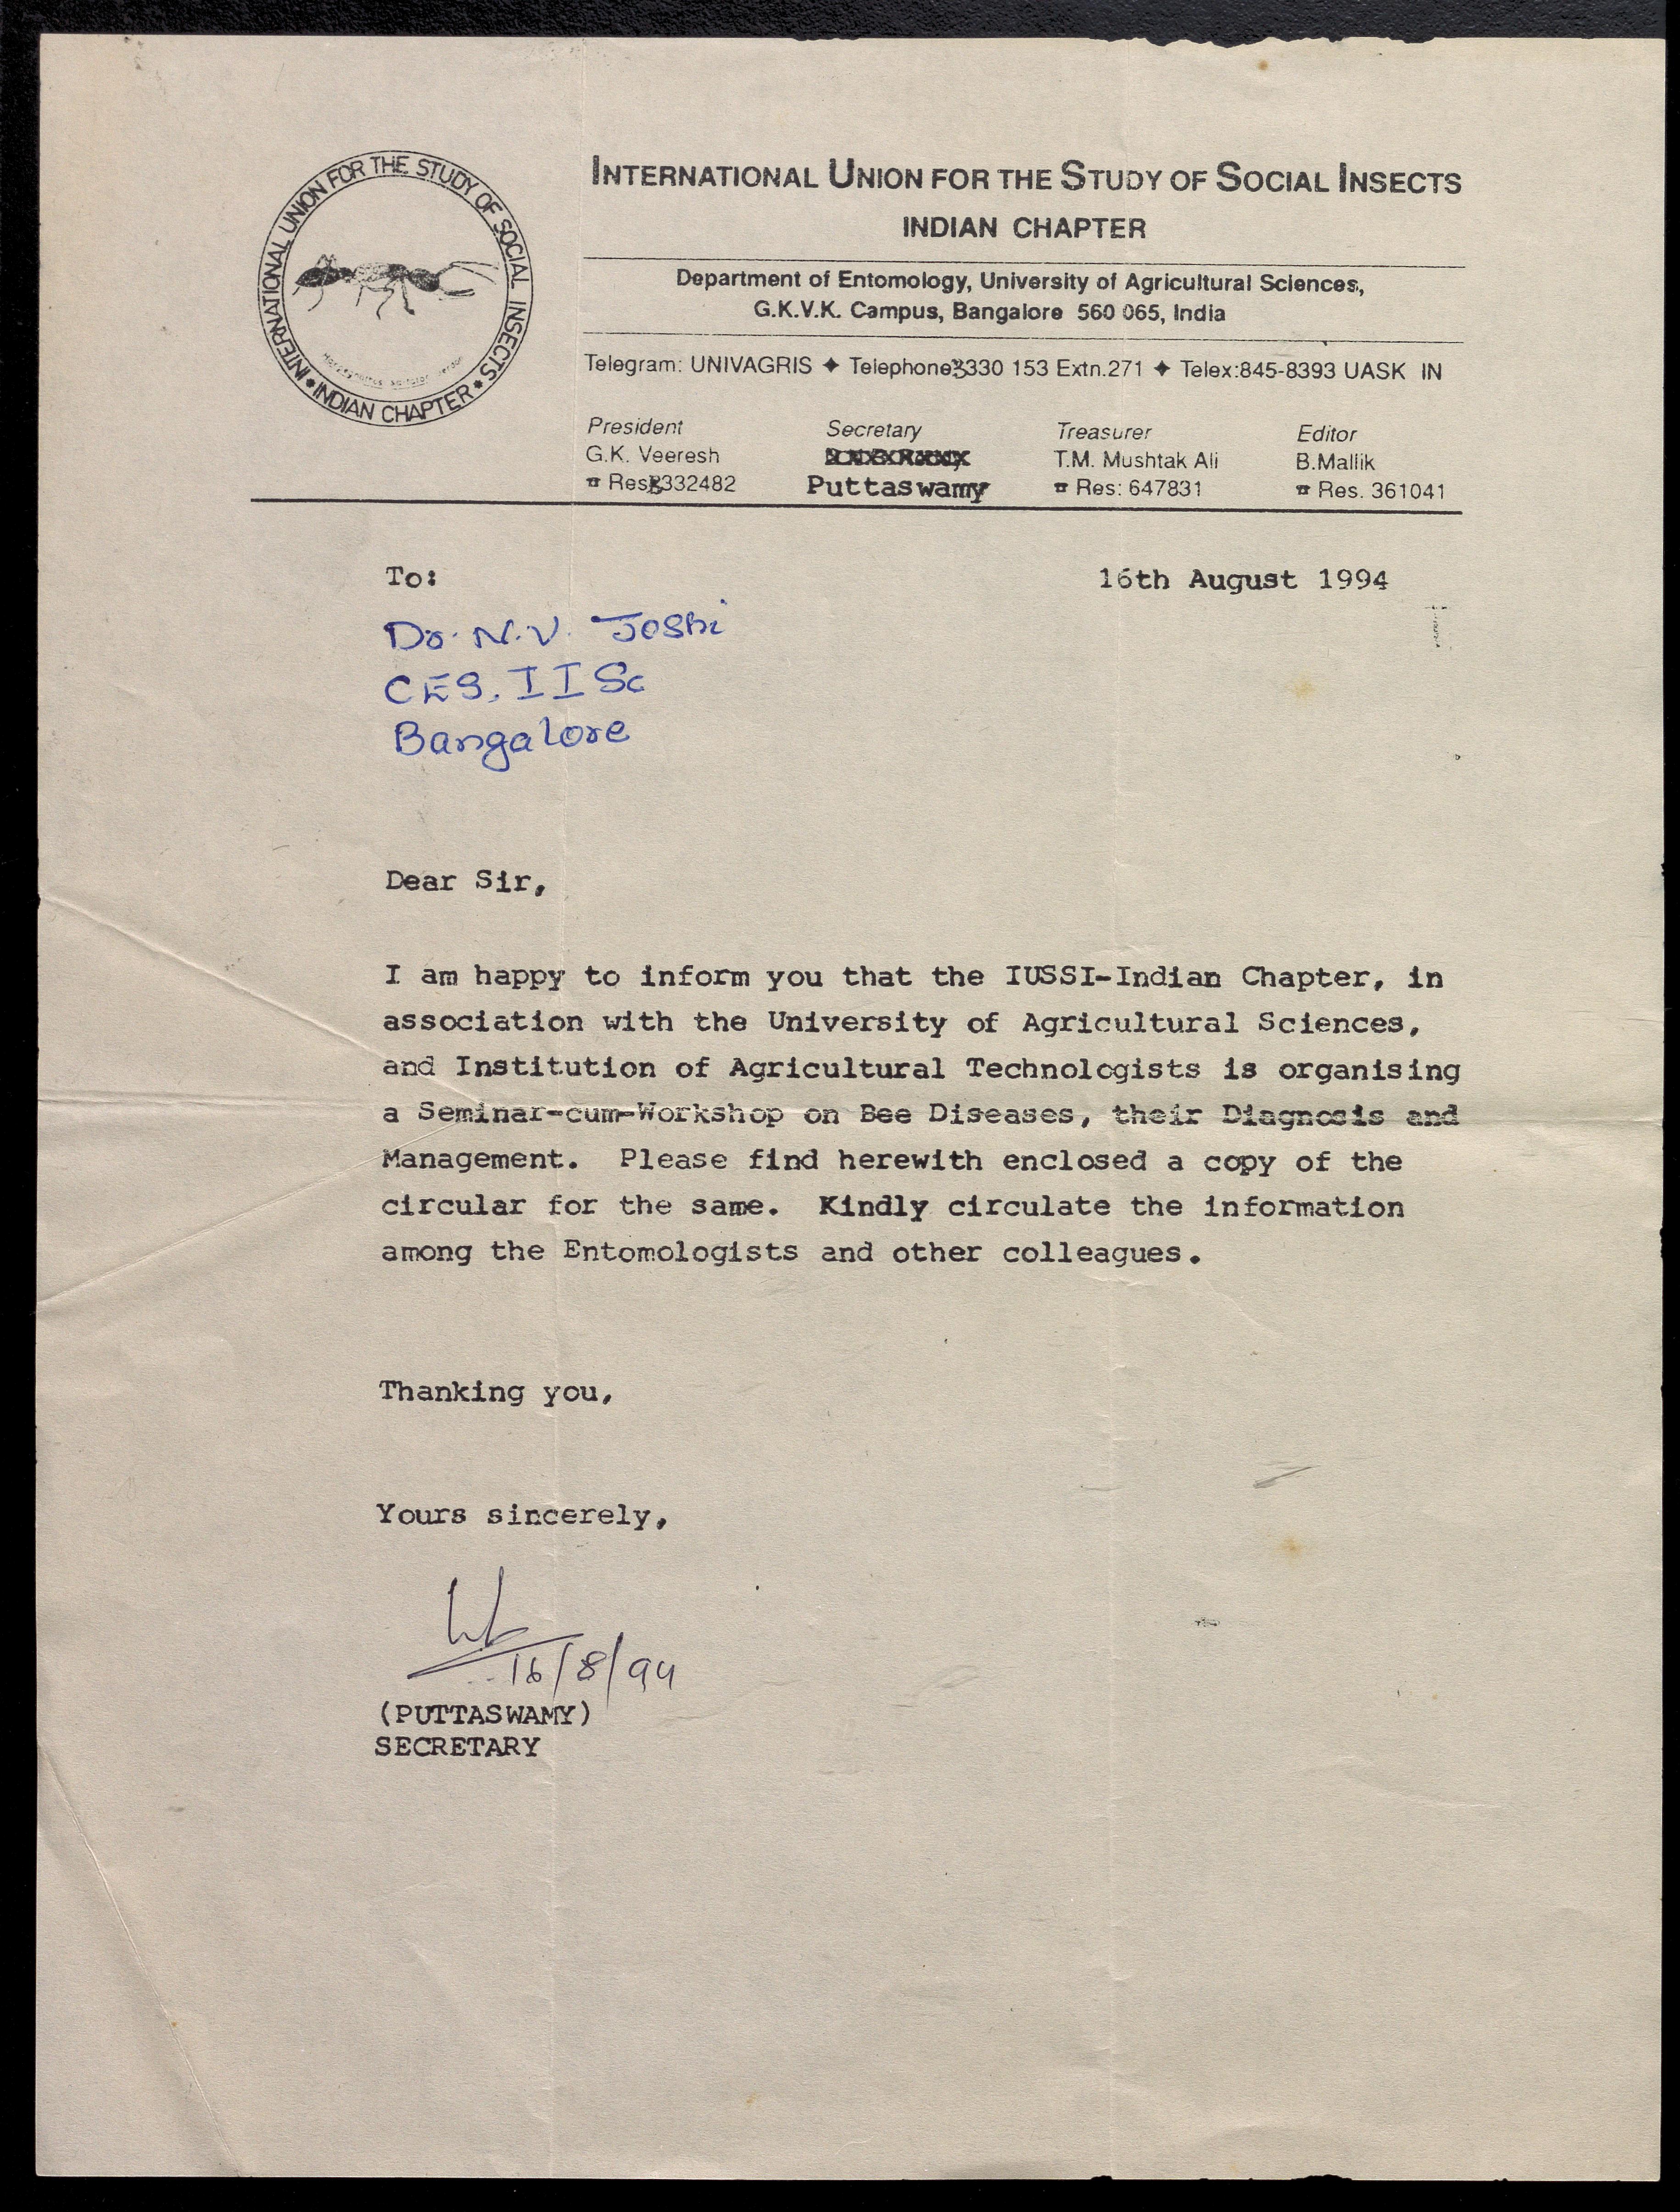 INTERNATIONAL UNION FOR THE STUDY OF SOCIAL INSECTS
• INDIAN CHAPTER •
INTERNATIONAL UNION FOR THE STUDY OF SOCIAL INSECTS
INDIAN CHAPTER
Department of Entomology, University of Agricultural Sciences,
G.K.V.K. Campus, Bangalore 560 065, India
Telegram: UNIVAGRIS ✦ Telephone 3330 153 Extn.271 ✦ Telex:845-8393 UASK IN
President Secretary Treasurer Editor
G.K. Veeresh T.M. Mushtak Ali B.Mallik
☎ Res 3332482 Puttaswamy ☎ Res: 647831 ☎ Res. 361041
To: 16th August 1994
Dr. N.V. Joshi
CES, IISc
Bangalore
Dear Sir,
I am happy to inform you that the IUSSI-Indian Chapter, in
association with the University of Agricultural Sciences,
and Institution of Agricultural Technologists is organising
a Seminar-cum-Workshop on Bee Diseases, their Diagnosis and
Management. Please find herewith enclosed a copy of the
circular for the same. Kindly circulate the information
among the Entomologists and other colleagues.
Thanking you,
Yours sincerely,
16/8/94
(PUTTASWAMY)
SECRETARY